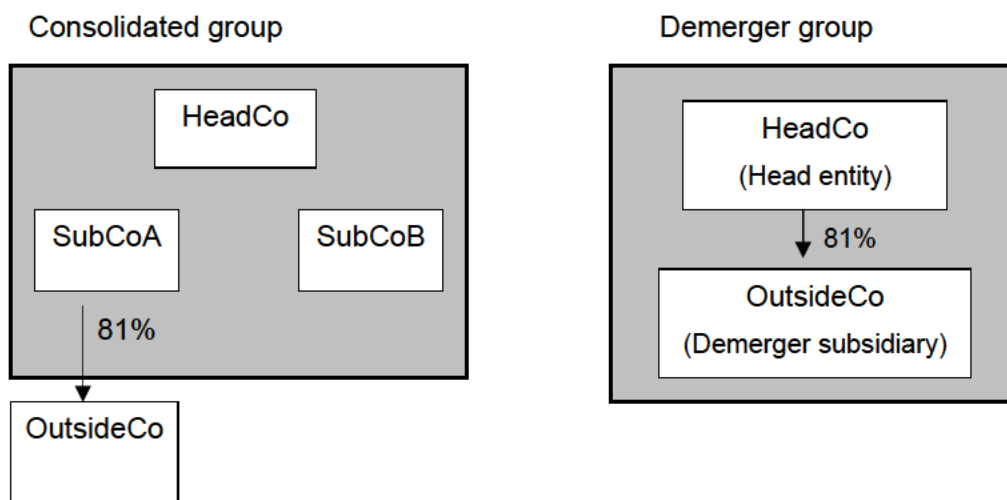 Consolidated group
HeadCo
SubCoA
SubCoB
81%
OutsideCo
Demerger group
HeadCo
(Head entity)
81%
OutsideCo
(Demerger subsidiary)